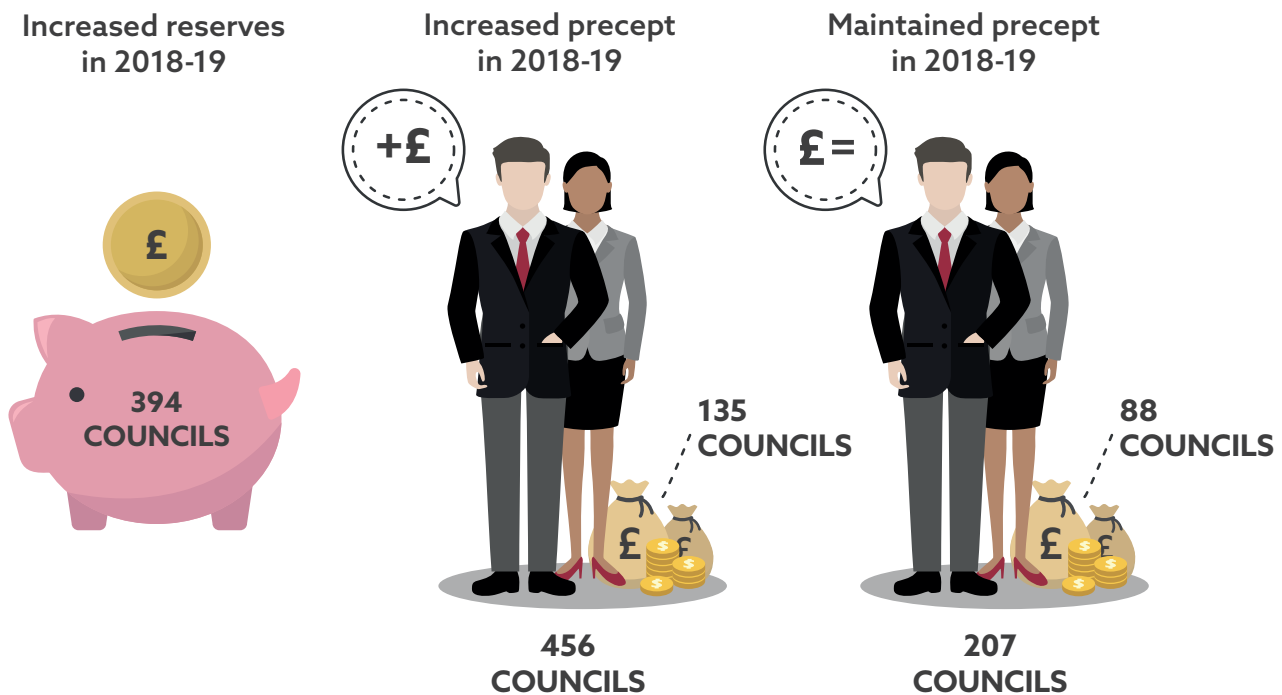 Increased reserves
in 2018-19
£
394
COUNCILS
Increased precept
in 2018-19
+£
135
COUNCILS
£
£
$
$
$
456
COUNCILS
Maintained precept
in 2018-19
£=
88
COUNCILS
£
£
$
$
$
207
COUNCILS